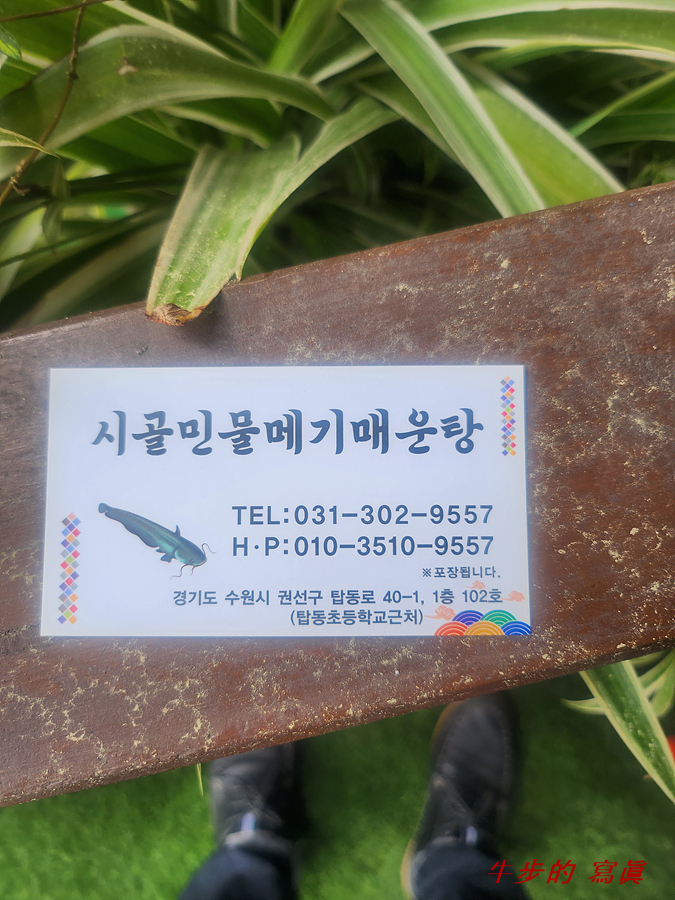 시골민물메기매운탕
TEL:031-302-9557
H·P:010-3510-9557
※포장됩니다.
경기도 수원시 권선구 탑동로 40-1, 1층 102호
(탑동초등학교근처)
牛步的 寫眞